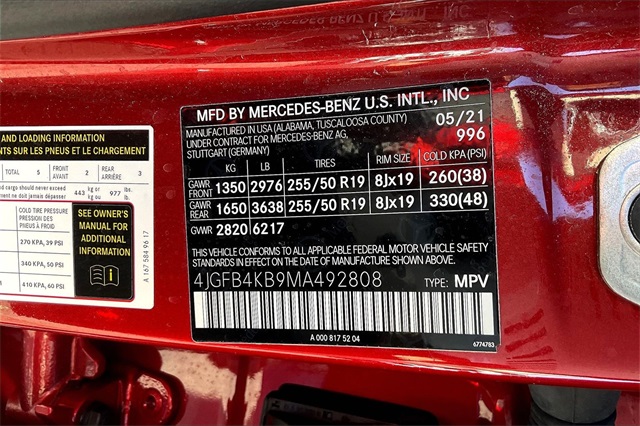 MFD BY MERCEDES-BENZ U.S. INTL., INC
MANUFACTURED IN USA (ALABAMA, TUSCALOOSA COUNTY) 05/21
UNDER CONTRACT FOR MERCEDES-BENZ AG, 996
STUTTGART (GERMANY)
KG LB TIRES RIM SIZE COLD KPA (PSI)
GAWR FRONT 1350 2976 255/50 R19 8Jx19 260(38)
GAWR REAR 1650 3638 255/50 R19 8Jx19 330(48)
GVWR 2820 6217
THIS VEHICLE CONFORMS TO ALL APPLICABLE FEDERAL MOTOR VEHICLE SAFETY
STANDARDS IN EFFECT ON THE DATE OF MANUFACTURE SHOWN ABOVE.
4JGFB4KB9MA492808 TYPE: MPV
A 000 817 52 04 6774783
AND LOADING INFORMATION
ENTS SUR LES PNEUS ET LE CHARGEMENT
TOTAL 5 FRONT AVANT 2 REAR ARRIÈRE 3
nd cargo should never exceed
ment ne doit jamais dépasser 443 kg or kg ou 977 lbs. lb.
COLD TIRE PRESSURE
PRESSION DES
PNEUS À FROID
270 KPA, 39 PSI
340 KPA, 50 PSI
410 KPA, 60 PSI
SEE OWNER'S
MANUAL FOR
ADDITIONAL
INFORMATION
A 167 584 96 17